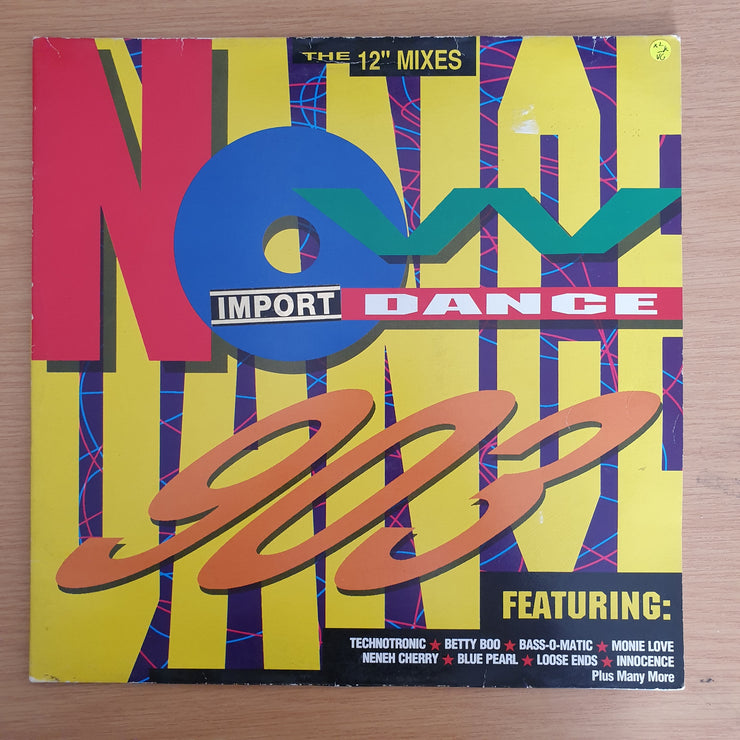 THE 12" MIXES
NOW
IMPORT DANCE
903
FEATURING:
TECHNOTRONIC ★ BETTY BOO ★ BASS-O-MATIC ★ MONIE LOVE
NENEH CHERRY ★ BLUE PEARL ★ LOOSE ENDS ★ INNOCENCE
Plus Many More